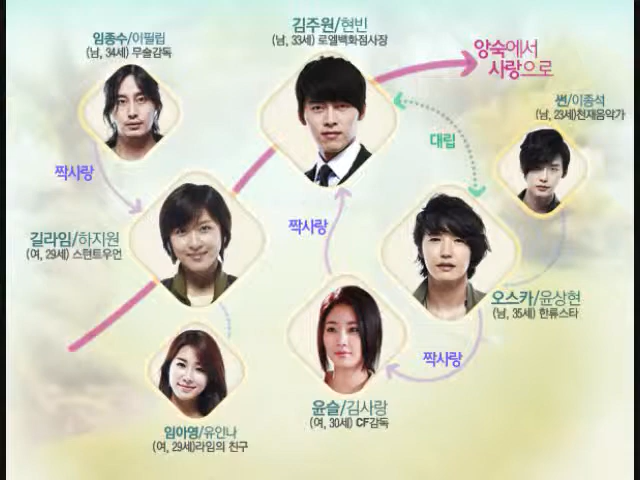 임종수/이필립
(남, 34세) 무술감독
김주원/현빈
(남, 33세) 로엘백화점사장
앙숙에서
사랑으로
썬/이종석
(남, 23세)천재음악가
대립
짝사랑
짝사랑
길라임/하지원
(여, 29세) 스턴트우먼
오스카/윤상현
(남, 35세) 한류스타
짝사랑
윤슬/김사랑
(여, 30세) CF감독
임아영/유인나
(여, 29세)라임의 친구